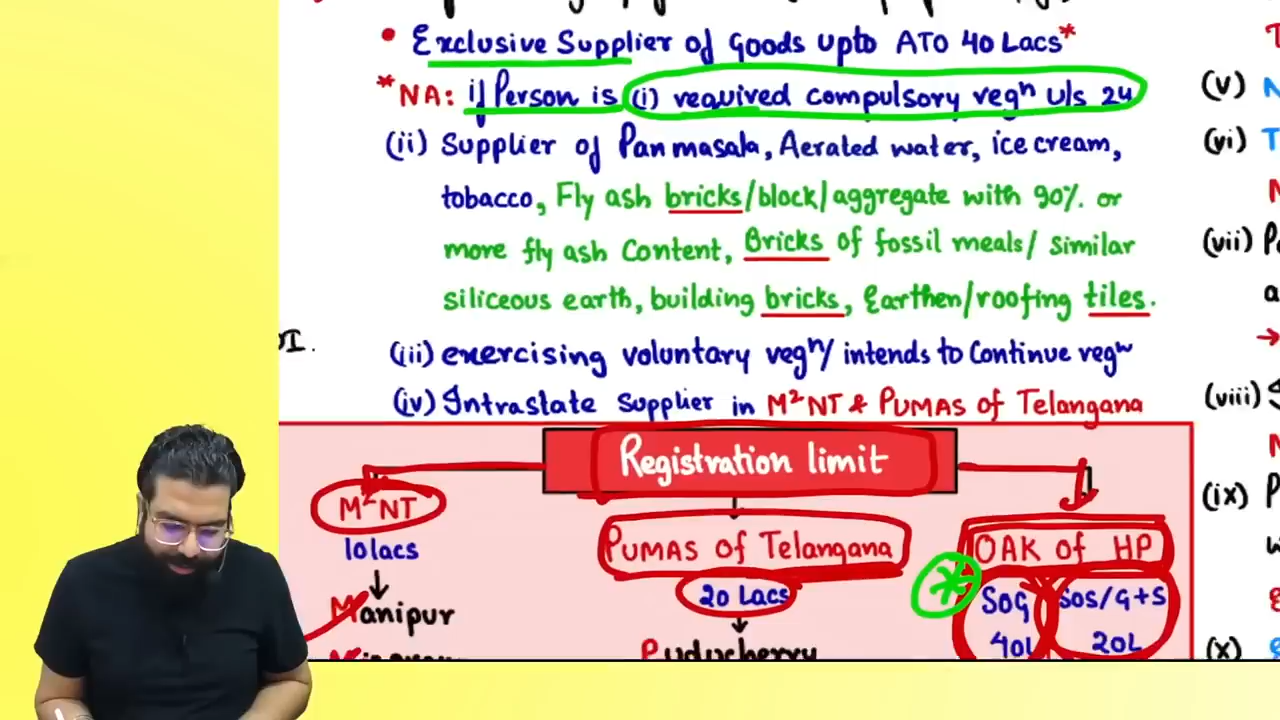 • Exclusive Supplier of Goods upto ATO 40 Lacs*
*NA: if Person is (i) required compulsory regⁿ u/s 24
(ii) Supplier of Pan masala, Aerated water, ice cream,
tobacco, Fly ash bricks/block/aggregate with 90% or
more fly ash Content, Bricks of fossil meals/ similar
siliceous earth, building bricks, Earthen/roofing tiles.
(iii) exercising voluntary regⁿ/ intends to Continue regⁿ
(iv) Intrastate supplier in M²NT & PUMAS of Telangana
Registration limit
M²NT
10 lacs
Manipur
PUMAS of Telangana
20 Lacs
Puducherry
OAK of HP
* SOG SOS/G+S
40L 20L
(v)
(vi)
(vii)
(viii)
(ix)
(x)